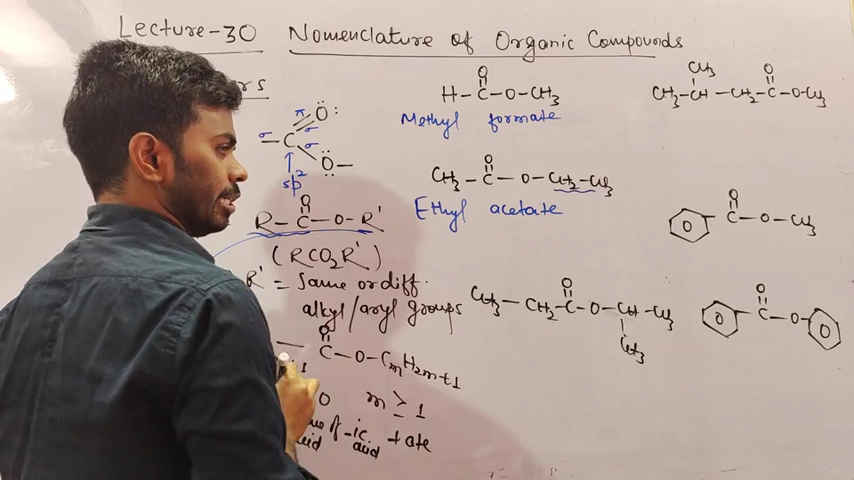 Lecture-30 Nomenclature of Organic Compounds
rs
π
Ö:
σ C σ
σ
sp²
O
O
R-C-O-R'
(RCO₂R')
R' = Same or diff.
alkyl/aryl groups
O
C-O-CmH2m+1
m ≥ 1
of -ic + ate
acid
O
H-C-O-CH₃
Methyl formate
O
CH₃-C-O-CH₂-CH₃
Ethyl acetate
O
CH₃-CH₂-C-O-CH-CH₃
CH₃
CH₃ O
CH₃-CH-CH₂-C-O-CH₃
O
C-O-CH₃
O
C-O